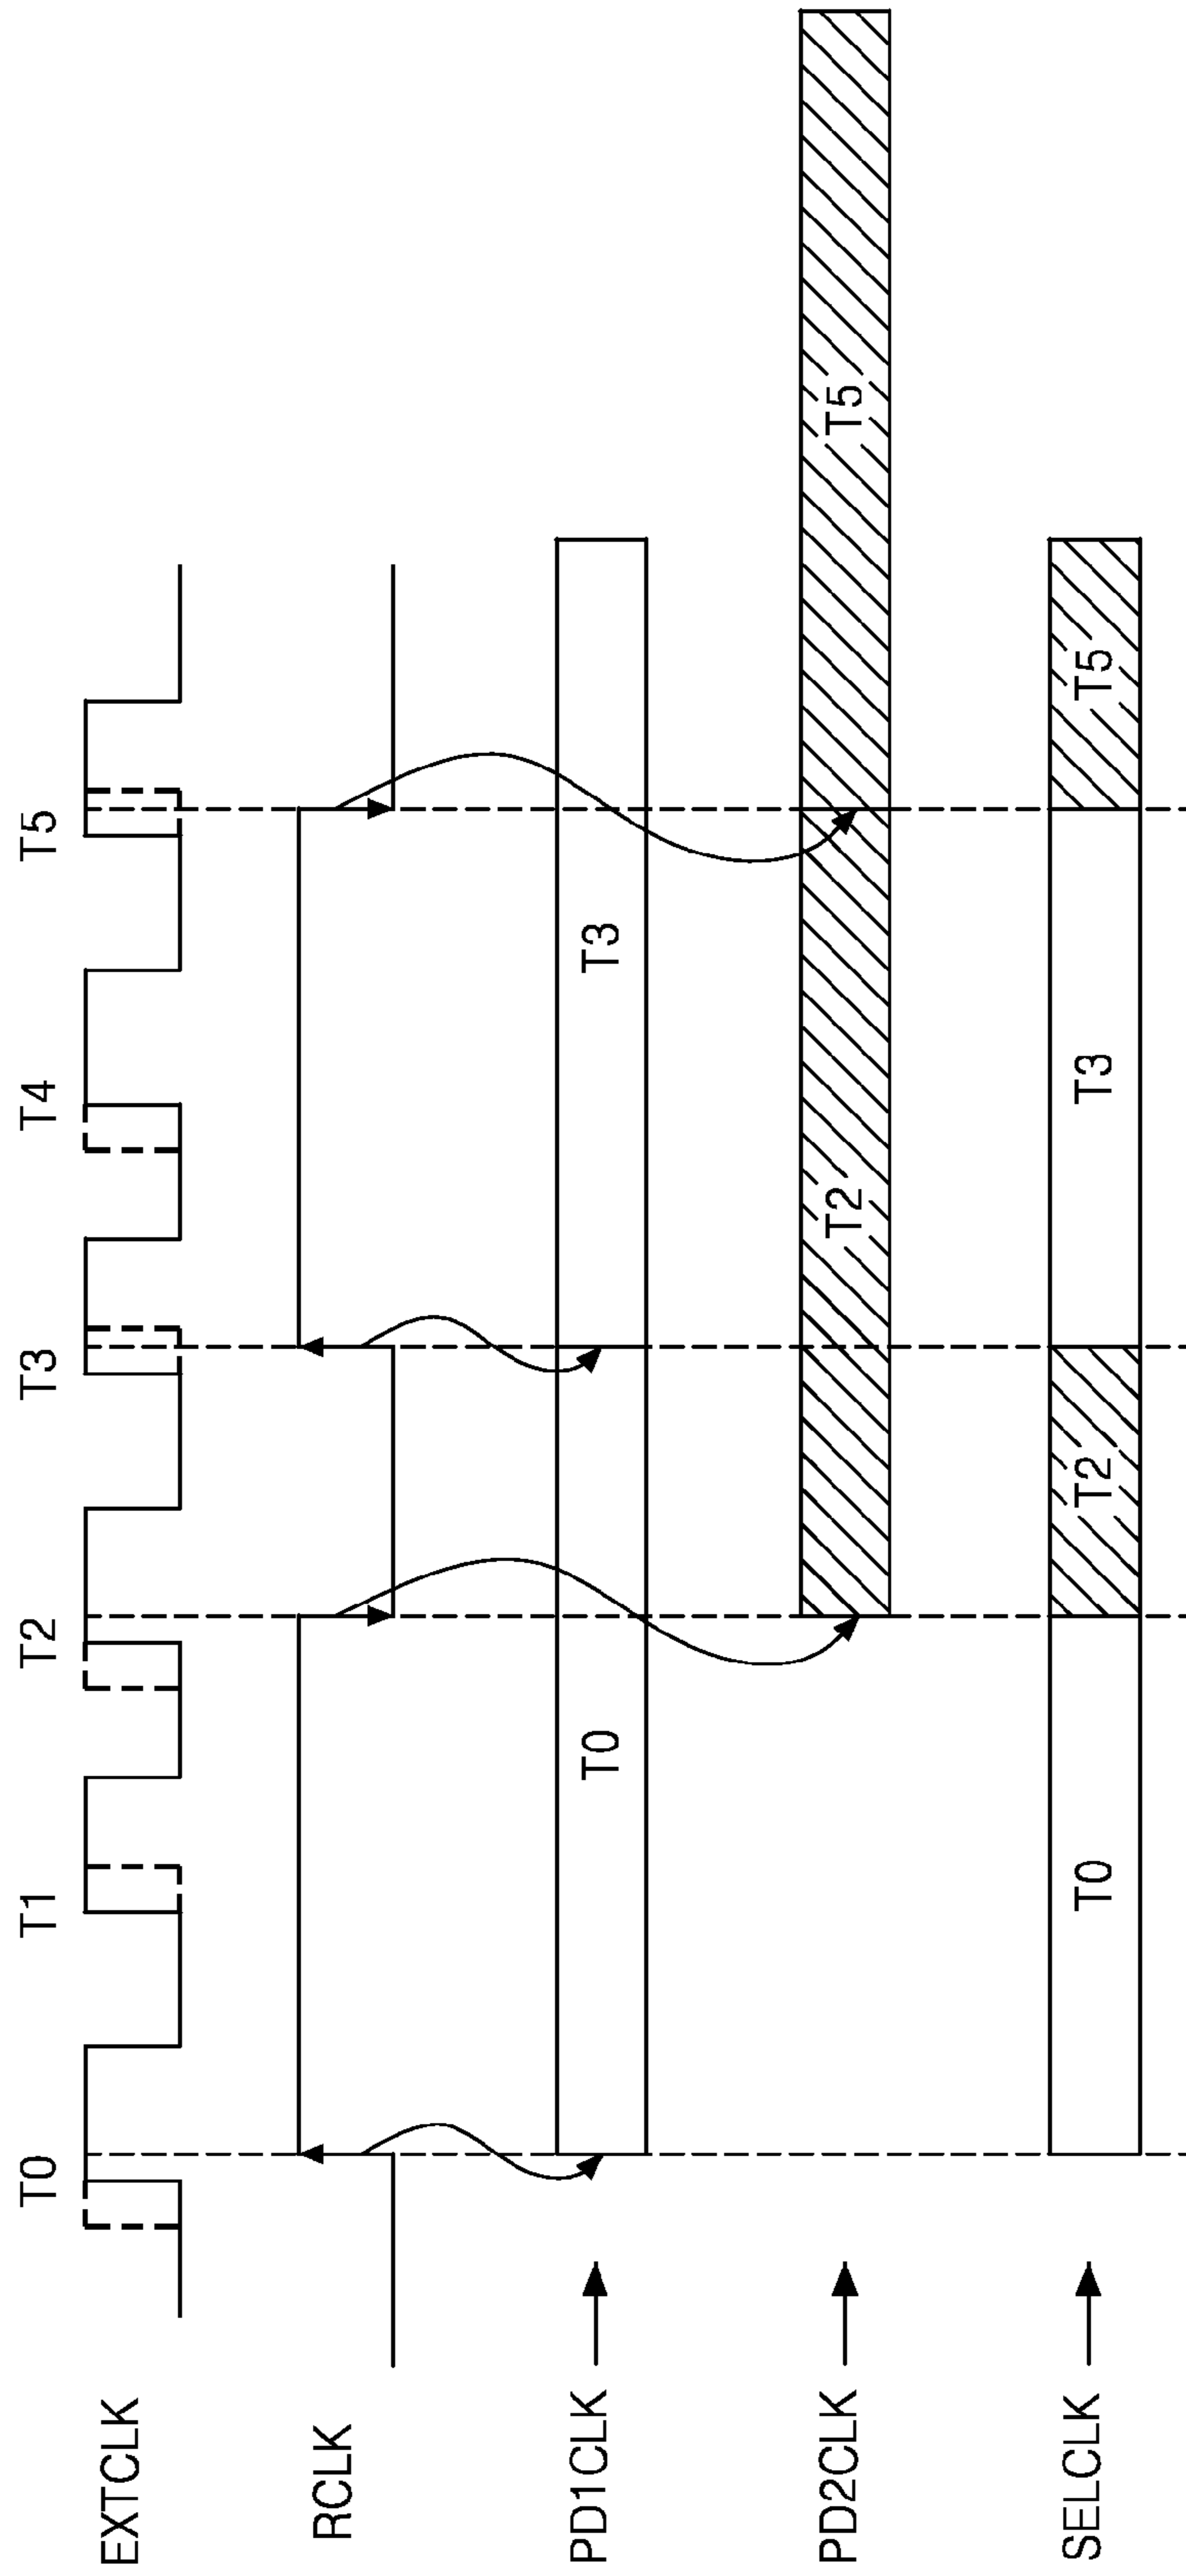 T0 T1 T2 T3 T4 T5
EXTCLK
RCLK
PD1CLK T0 T3
PD2CLK T2 T5
SELCLK T0 T2 T3 T5